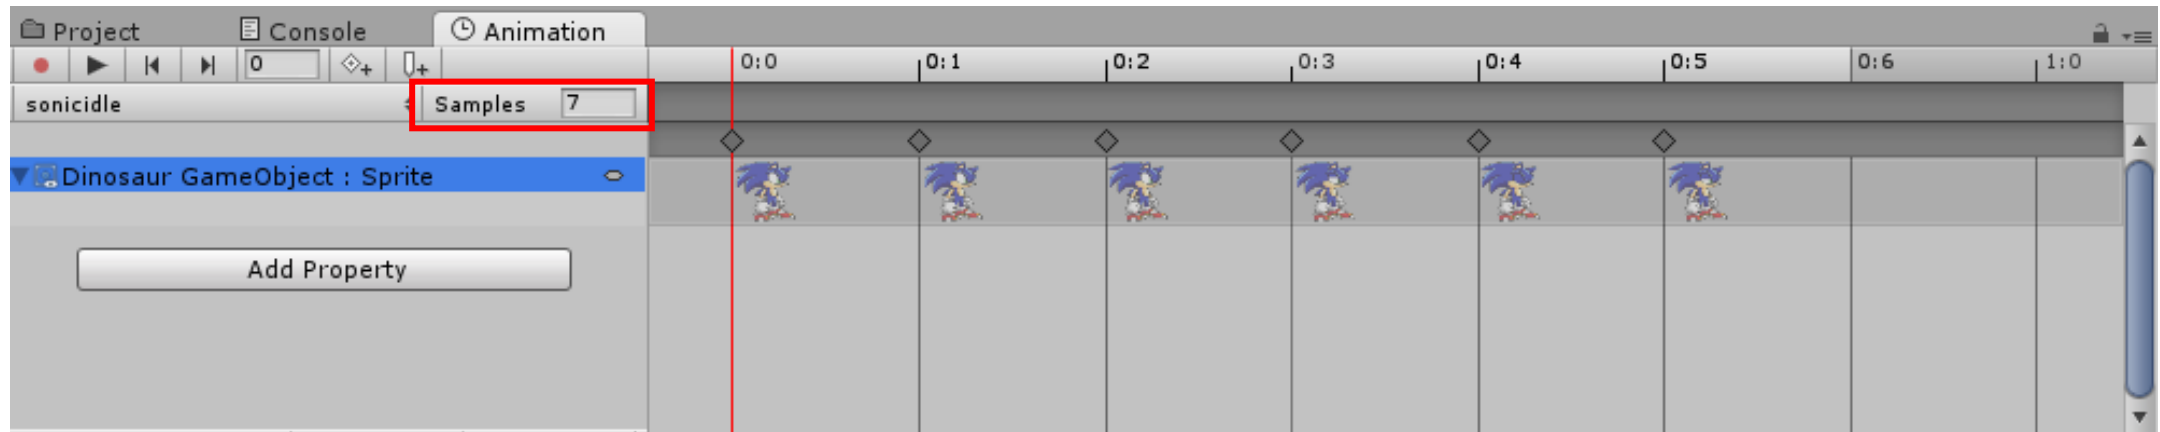 Project Console Animation
0 0:0 0:1 0:2 0:3 0:4 0:5 0:6 1:0
sonicidle Samples 7
Dinosaur GameObject : Sprite
Add Property